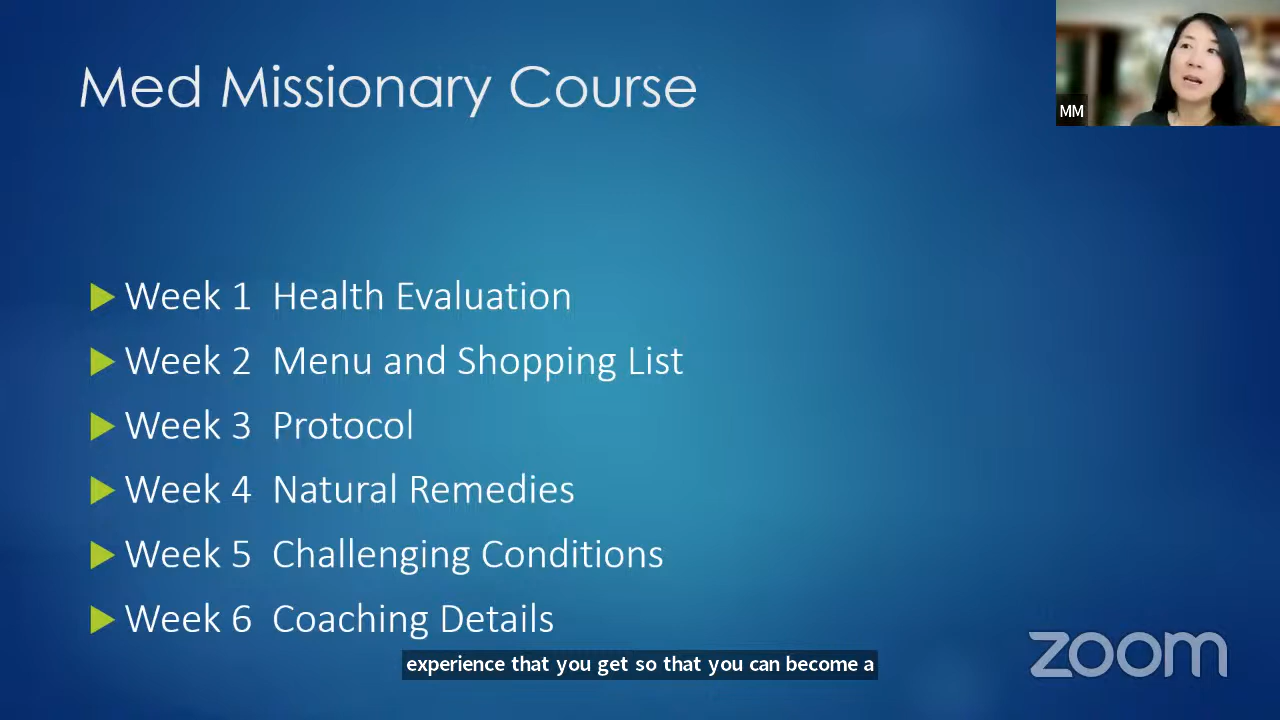 Med Missionary Course
MM
Week 1 Health Evaluation
Week 2 Menu and Shopping List
Week 3 Protocol
Week 4 Natural Remedies
Week 5 Challenging Conditions
Week 6 Coaching Details
experience that you get so that you can become a
zoom